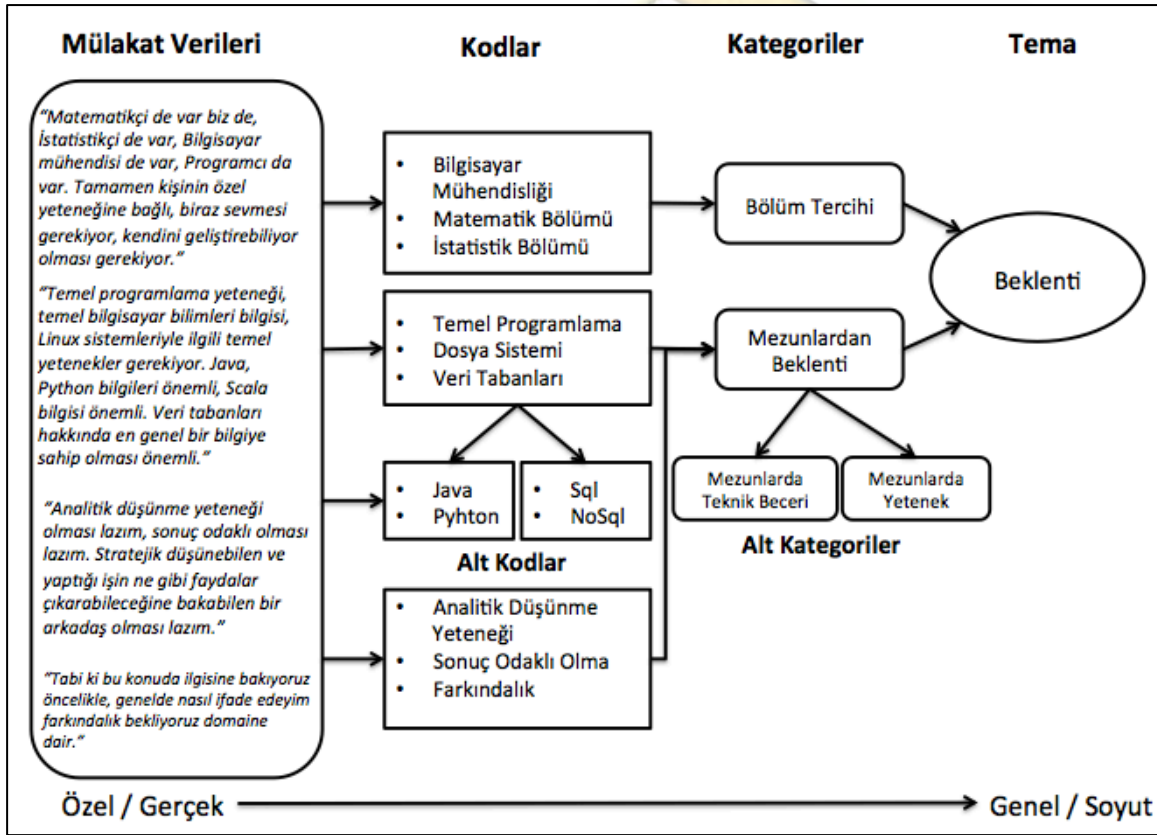 Mülakat Verileri
Kodlar
Kategoriler
Tema
“Matematikçi de var biz de,
İstatistikçi de var, Bilgisayar
mühendisi de var, Programcı da
var. Tamamen kişinin özel
yeteneğine bağlı, biraz sevmesi
gerekiyor, kendini geliştirebiliyor
olması gerekiyor.”
“Temel programlama yeteneği,
temel bilgisayar bilimleri bilgisi,
Linux sistemleriyle ilgili temel
yetenekler gerekiyor. Java,
Python bilgileri önemli, Scala
bilgisi önemli. Veri tabanları
hakkında en genel bir bilgiye
sahip olması önemli.”
“Analitik düşünme yeteneği
olması lazım, sonuç odaklı olması
lazım. Stratejik düşünebilen ve
yaptığı işin ne gibi faydalar
çıkarabileceğine bakabilen bir
arkadaş olması lazım.”
“Tabi ki bu konuda ilgisine bakıyoruz
öncelikle, genelde nasıl ifade edeyim
farkındalık bekliyoruz domaine
dair.”
• Bilgisayar
Mühendisliği
• Matematik Bölümü
• İstatistik Bölümü
• Temel Programlama
• Dosya Sistemi
• Veri Tabanları
• Java
• Pyhton
• Sql
• NoSql
Alt Kodlar
• Analitik Düşünme
Yeteneği
• Sonuç Odaklı Olma
• Farkındalık
Bölüm Tercihi
Mezunlardan
Beklenti
Mezunlarda
Teknik Beceri
Mezunlarda
Yetenek
Alt Kategoriler
Beklenti
Özel / Gerçek
Genel / Soyut